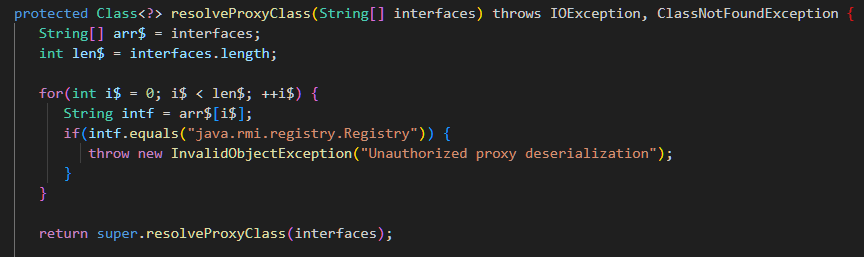 protected Class<?> resolveProxyClass(String[] interfaces) throws IOException, ClassNotFoundException {
String[] arr$ = interfaces;
int len$ = interfaces.length;
for(int i$ = 0; i$ < len$; ++i$) {
String intf = arr$[i$];
if(intf.equals("java.rmi.registry.Registry")) {
throw new InvalidObjectException("Unauthorized proxy deserialization");
}
}
return super.resolveProxyClass(interfaces);